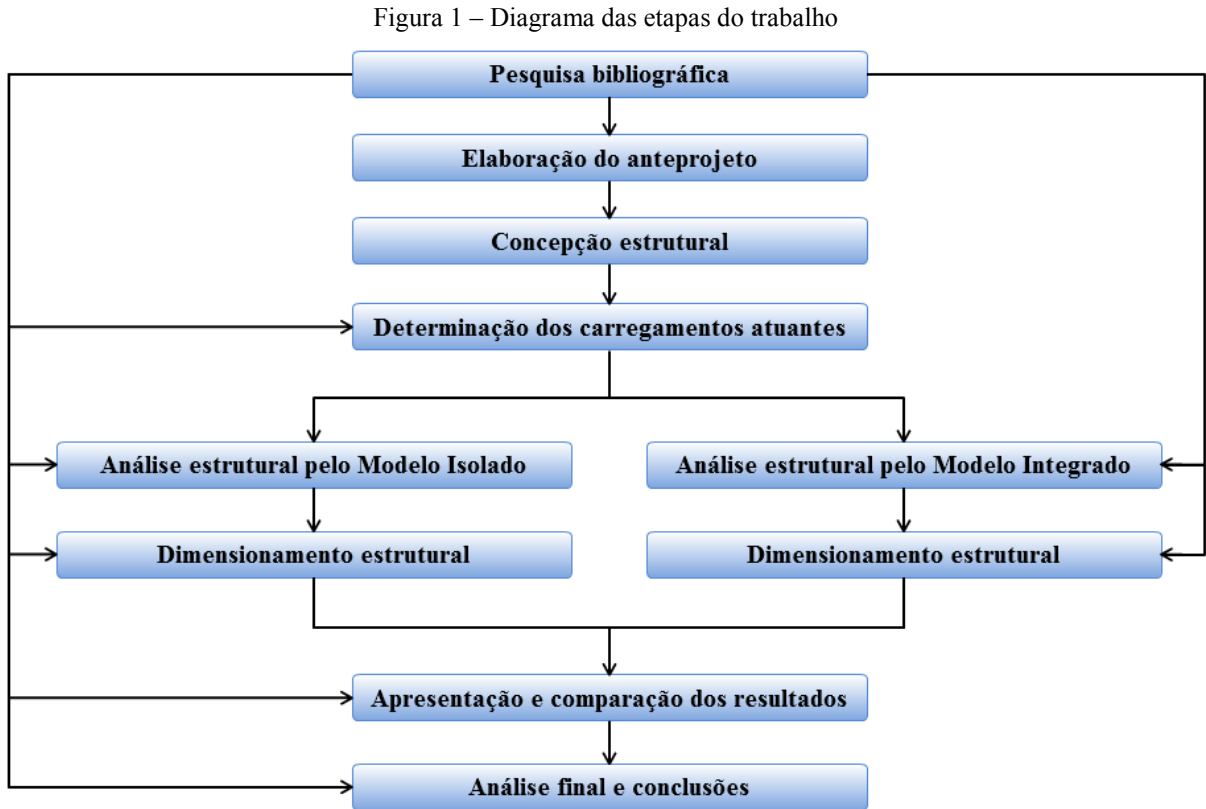 Figura 1 – Diagrama das etapas do trabalho
Pesquisa bibliográfica
Elaboração do anteprojeto
Concepção estrutural
Determinação dos carregamentos atuantes
Análise estrutural pelo Modelo Isolado
Análise estrutural pelo Modelo Integrado
Dimensionamento estrutural
Dimensionamento estrutural
Apresentação e comparação dos resultados
Análise final e conclusões